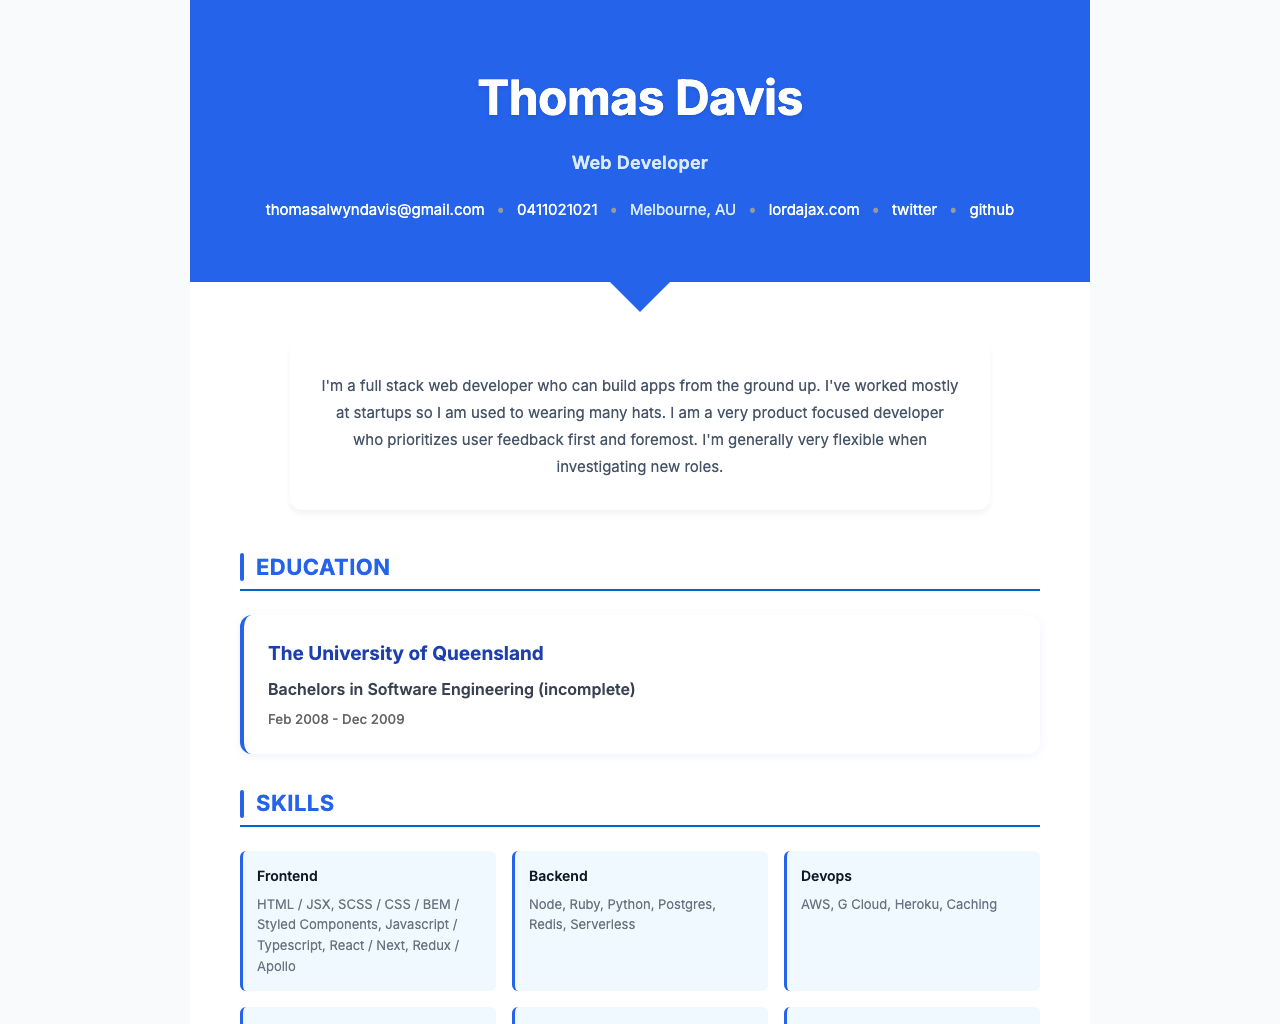 Thomas Davis
Web Developer
thomasalwyndavis@gmail.com • 0411021021 • Melbourne, AU • lordajax.com • twitter • github
I'm a full stack web developer who can build apps from the ground up. I've worked mostly
at startups so I am used to wearing many hats. I am a very product focused developer
who prioritizes user feedback first and foremost. I'm generally very flexible when
investigating new roles.
EDUCATION
The University of Queensland
Bachelors in Software Engineering (incomplete)
Feb 2008 - Dec 2009
SKILLS
Frontend
HTML / JSX, SCSS / CSS / BEM /
Styled Components, Javascript /
Typescript, React / Next, Redux /
Apollo
Backend
Node, Ruby, Python, Postgres,
Redis, Serverless
Devops
AWS, G Cloud, Heroku, Caching